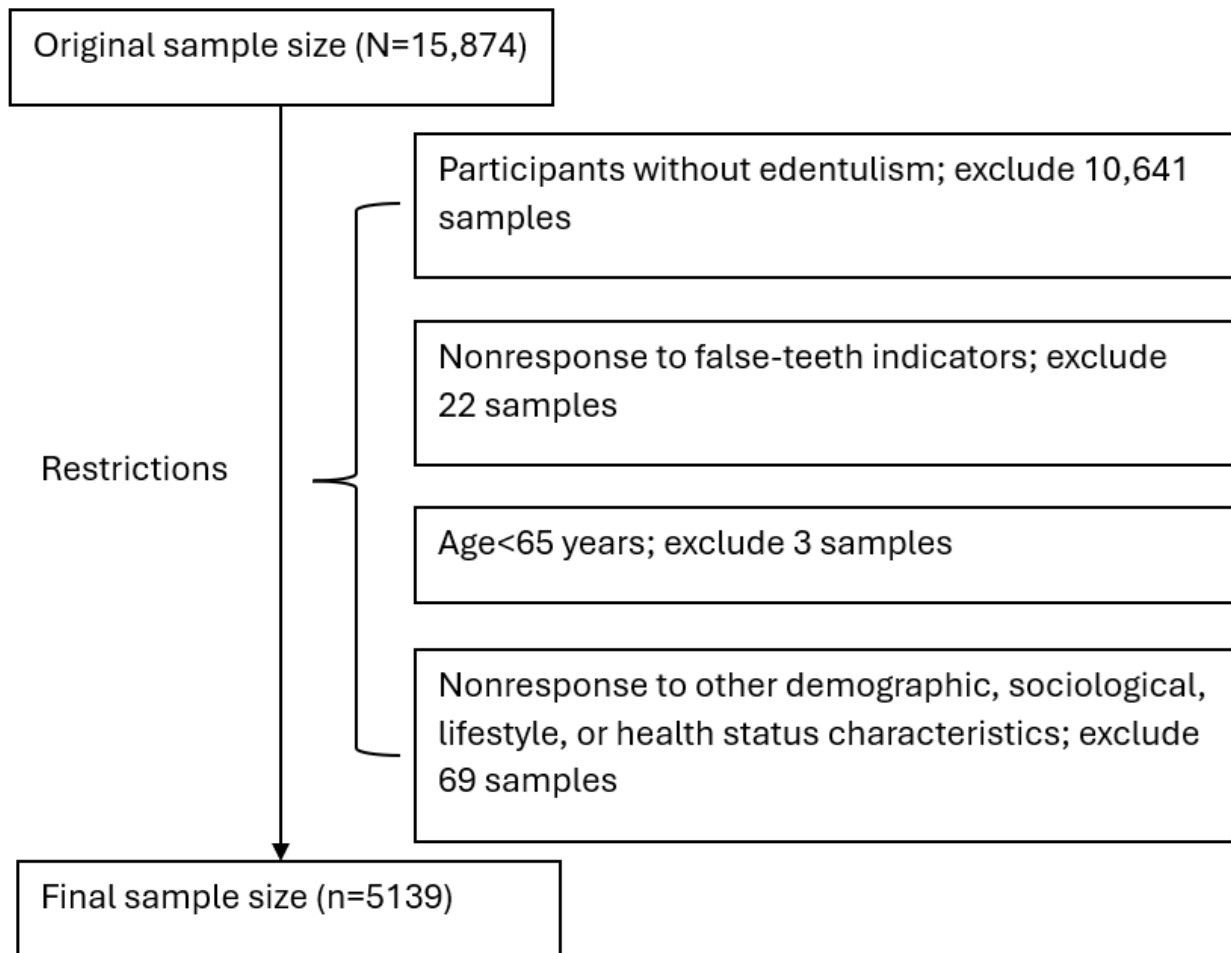 Original sample size (N=15,874)
Participants without edentulism; exclude 10,641
samples
Nonresponse to false-teeth indicators; exclude
22 samples
Restrictions
Age<65 years; exclude 3 samples
Nonresponse to other demographic, sociological,
lifestyle, or health status characteristics; exclude
69 samples
Final sample size (n=5139)